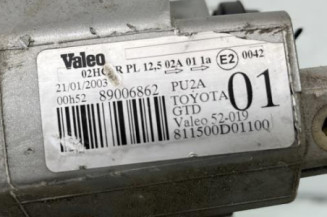 Valeo
02HC/R PL 12,5 02A 01 1a E2 0042
21/01/2003 PU2A
00h52 89006862 TOYOTA 01
GTD
Valeo 52-019
811500D0110Q